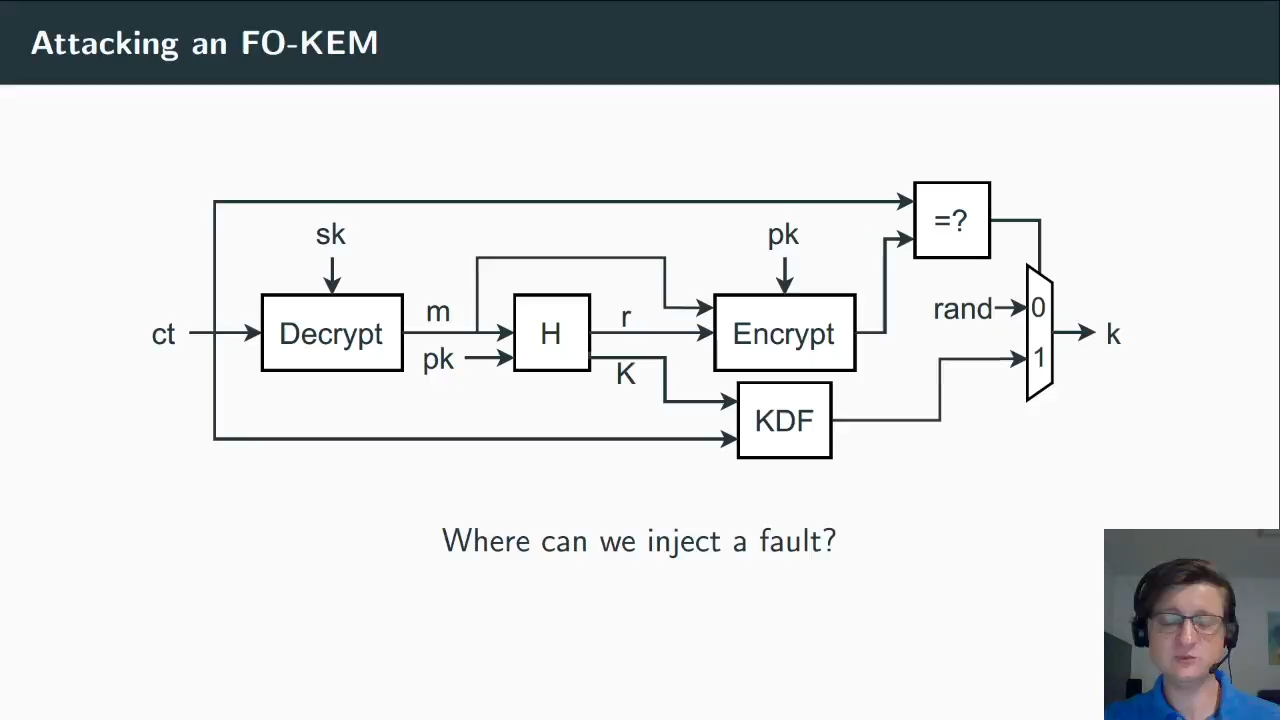 Attacking an FO-KEM
=?
sk
pk
rand
0
ct
Decrypt
m
pk
H
r
K
Encrypt
1
k
KDF
Where can we inject a fault?